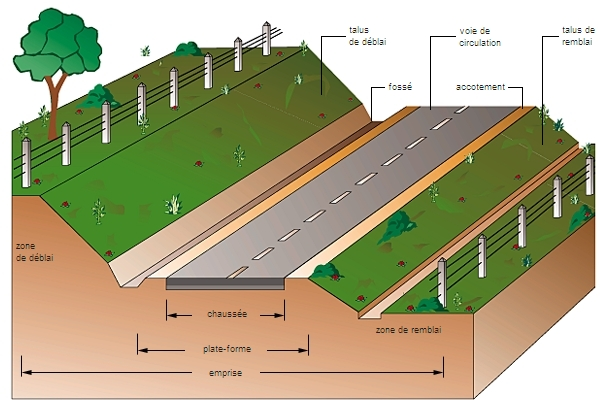 talus
de déblai
voie de
circulation
talus de
remblai
fossé
accotement
zone
de déblai
chaussée
zone de remblai
plate-forme
emprise